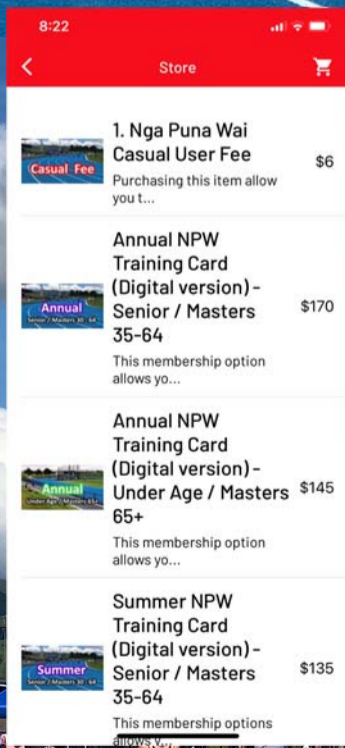 8:22
Store
Casual Fee
1. Nga Puna Wai
Casual User Fee
$6
Purchasing this item allow
you t...
Annual NPW
Training Card
(Digital version) -
Senior / Masters
35-64
$170
Annual
Senior / Masters 30 - 64
This membership option
allows yo...
Annual NPW
Training Card
(Digital version) -
Under Age / Masters
65+
$145
Annual
Under Age / Masters 65+
This membership option
allows yo...
Summer NPW
Training Card
(Digital version) -
Senior / Masters
35-64
$135
Summer
Senior / Masters 30 - 64
This membership options
allows y...